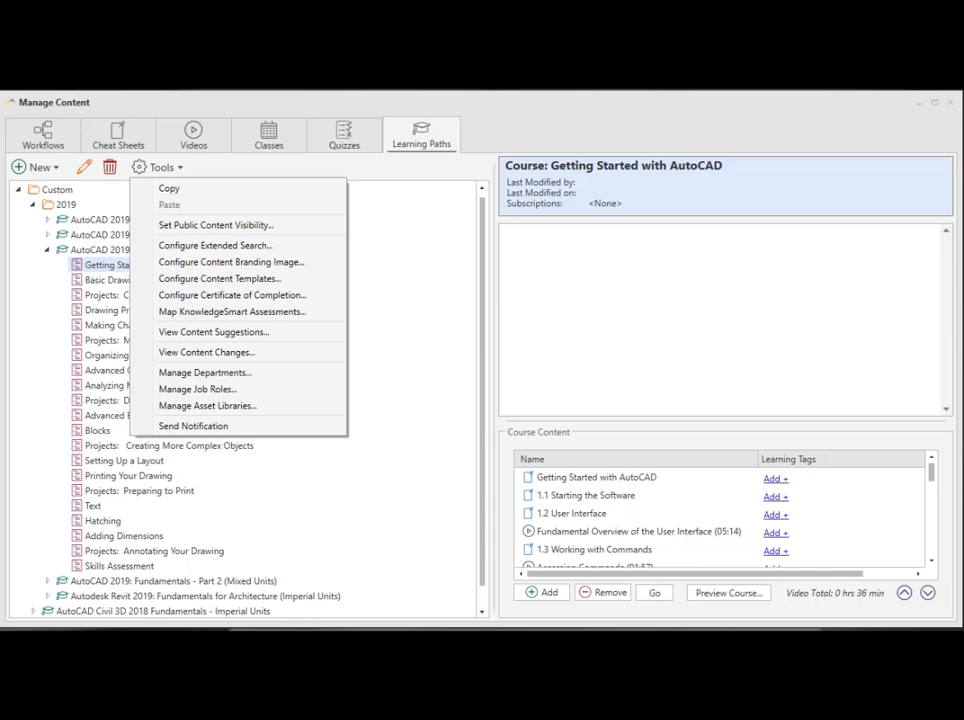 Manage Content
Workflows
Cheat Sheets
Videos
Classes
Quizzes
Learning Paths
New
Tools
Custom
2019
AutoCAD 2019
AutoCAD 2019
AutoCAD 2019
Getting Sta
Basic Draw
Projects: C
Drawing Pr
Making Cha
Projects: M
Organizing
Advanced
Analyzing
Projects: D
Advanced
Blocks
Projects: Creating More Complex Objects
Setting Up a Layout
Printing Your Drawing
Projects: Preparing to Print
Text
Hatching
Adding Dimensions
Projects: Annotating Your Drawing
Skills Assessment
AutoCAD 2019: Fundamentals - Part 2 (Mixed Units)
Autodesk Revit 2019: Fundamentals for Architecture (Imperial Units)
AutoCAD Civil 3D 2018 Fundamentals - Imperial Units
Copy
Paste
Set Public Content Visibility...
Configure Extended Search...
Configure Content Branding Image...
Configure Content Templates...
Configure Certificate of Completion...
Map KnowledgeSmart Assessments...
View Content Suggestions...
View Content Changes...
Manage Departments...
Manage Job Roles...
Manage Asset Libraries...
Send Notification
Course: Getting Started with AutoCAD
Last Modified by:
Last Modified on:
Subscriptions: <None>
Course Content
Name Learning Tags
Getting Started with AutoCAD Add +
1.1 Starting the Software Add +
1.2 User Interface Add +
Fundamental Overview of the User Interface (05:14) Add +
1.3 Working with Commands Add +
Accessing Commands (01:57) Add +
Add
Remove
Go
Preview Course...
Video Total: 0 hrs 36 min